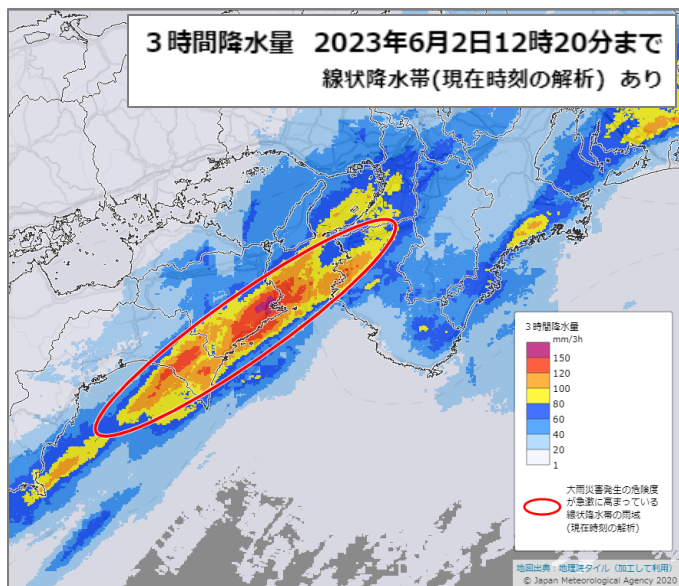 ３時間降水量 2023年6月2日12時20分まで
線状降水帯(現在時刻の解析) あり
３時間降水量
mm/3h
150
120
100
80
60
40
20
1
大雨災害発生の危険度
が急激に高まっている
線状降水帯の雨域
(現在時刻の解析)
地図出典：地理院タイル（加工して利用）
© Japan Meteorological Agency 2020